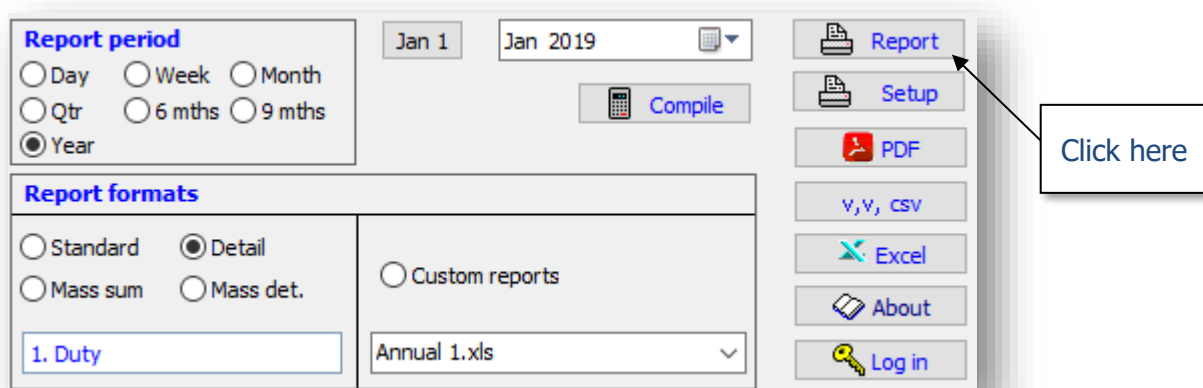 Report period
Day Week Month
Qtr 6 mths 9 mths
Year
Jan 1 Jan 2019
Compile
Report formats
Standard Detail
Mass sum Mass det.
1. Duty
Custom reports
Annual 1.xls
Report
Setup
PDF
v,v, csv
Excel
About
Log in
Click here